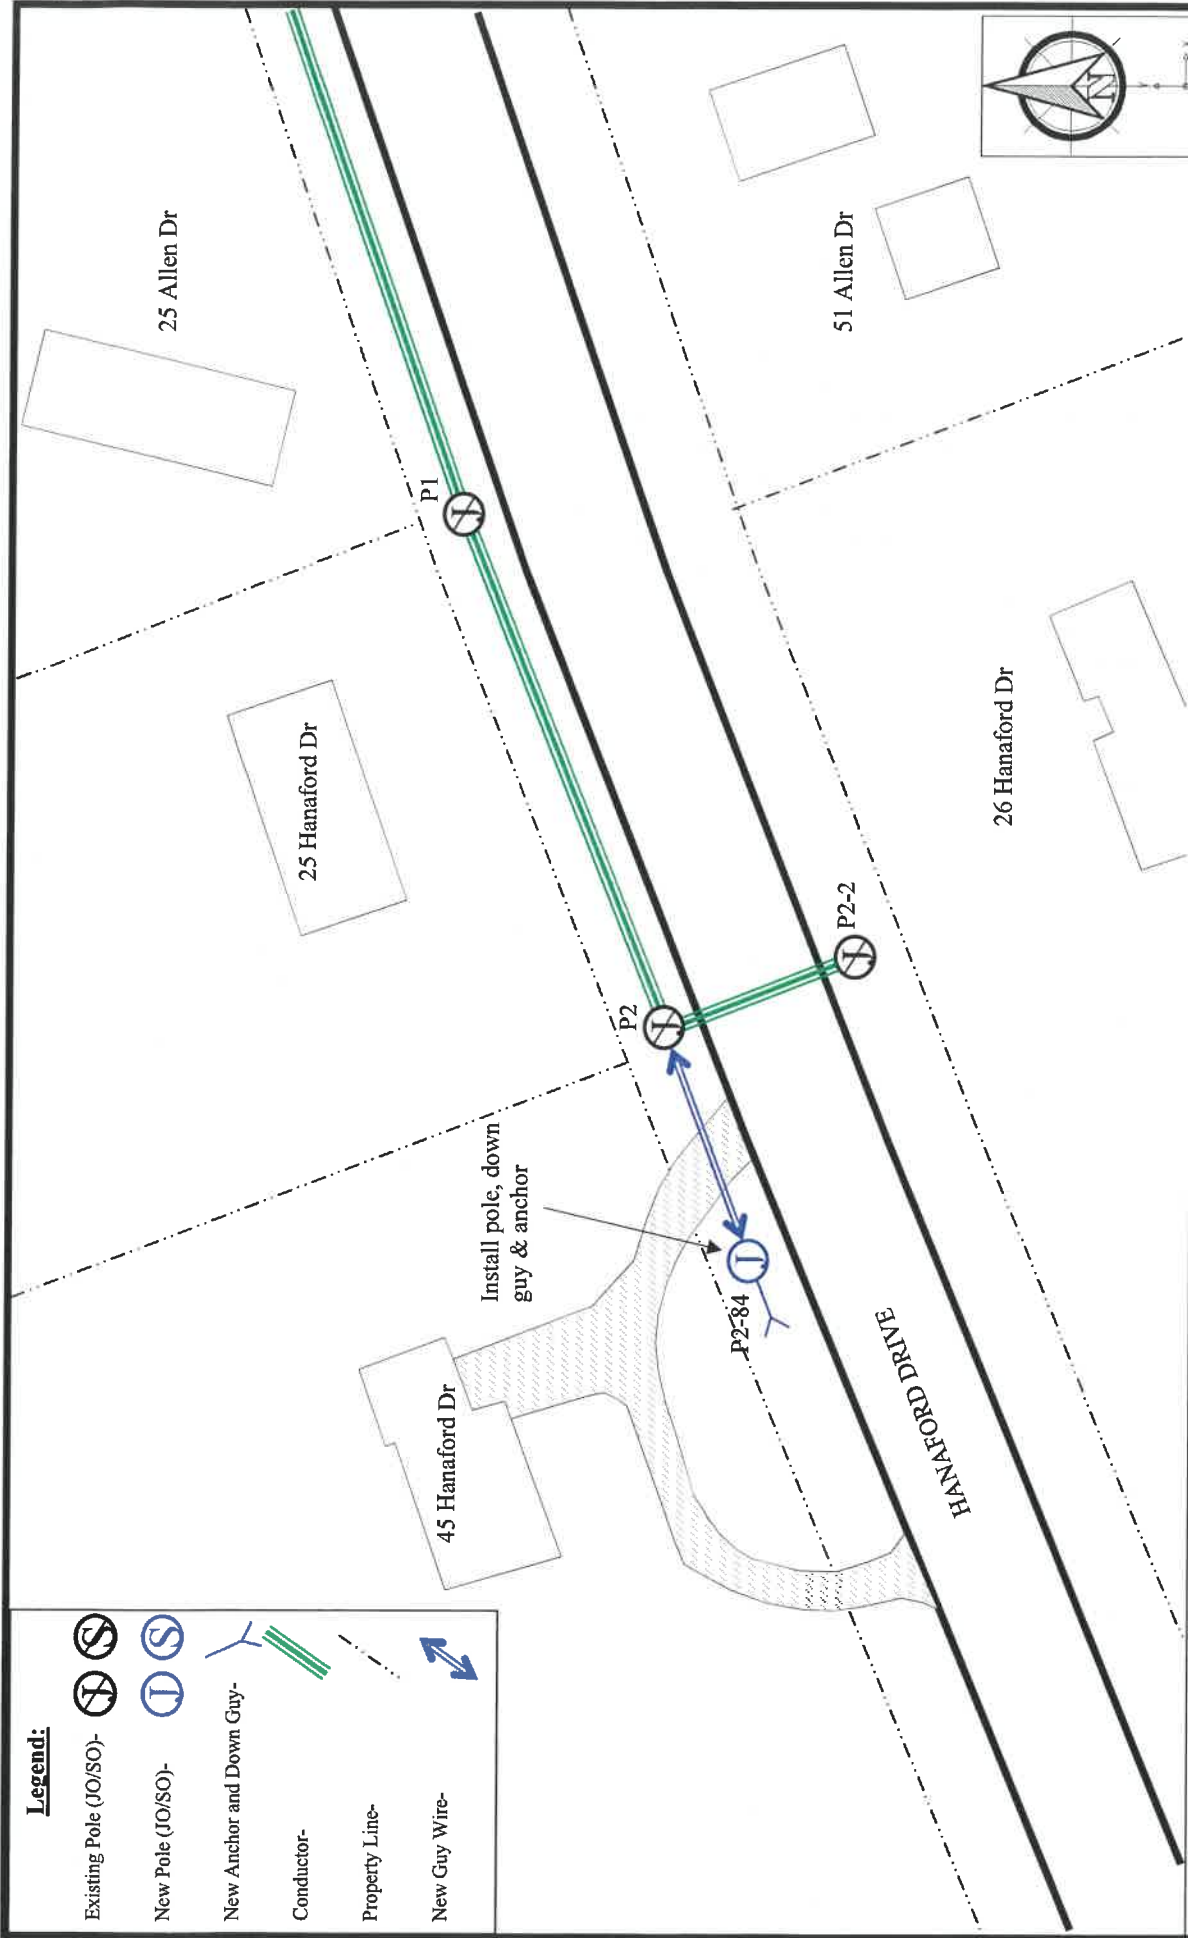 Legend:
Existing Pole (JO/SO)- J S
New Pole (JO/SO)- J S
New Anchor and Down Guy-
Conductor-
Property Line-
New Guy Wire-
45 Hanaford Dr
25 Hanaford Dr
25 Allen Dr
Install pole, down
guy & anchor
P2-84
J
P2
J
P1
J
P2-2
J
HANAFORD DRIVE
26 Hanaford Dr
51 Allen Dr
N
Y
X